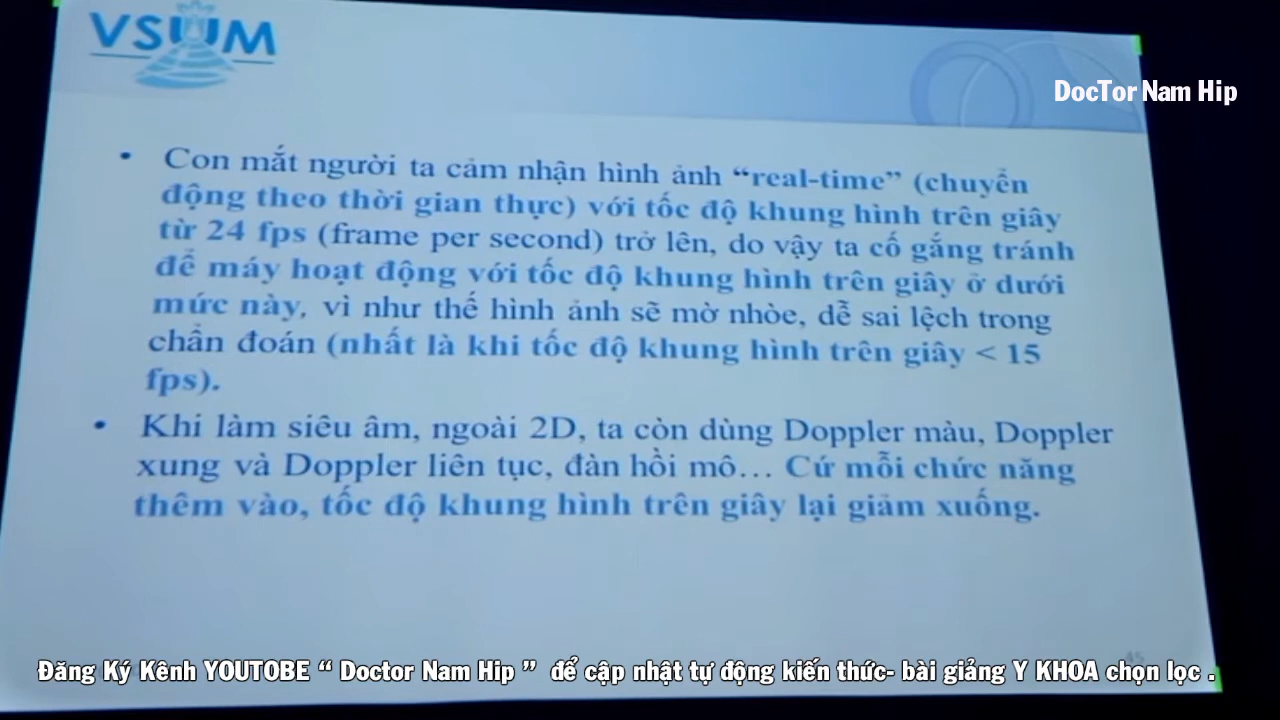 VSUM
DocTor Nam Hip
• Con mắt người ta cảm nhận hình ảnh “real-time” (chuyển
động theo thời gian thực) với tốc độ khung hình trên giây
từ 24 fps (frame per second) trở lên, do vậy ta cố gắng tránh
để máy hoạt động với tốc độ khung hình trên giây ở dưới
mức này, vì như thế hình ảnh sẽ mờ nhòe, dễ sai lệch trong
chẩn đoán (nhất là khi tốc độ khung hình trên giây < 15
fps).
• Khi làm siêu âm, ngoài 2D, ta còn dùng Doppler màu, Doppler
xung và Doppler liên tục, đàn hồi mô… Cứ mỗi chức năng
thêm vào, tốc độ khung hình trên giây lại giảm xuống.
45
Đăng Ký Kênh YOUTOBE “ Doctor Nam Hip ” để cập nhật tự động kiến thức- bài giảng Y KHOA chọn lọc .